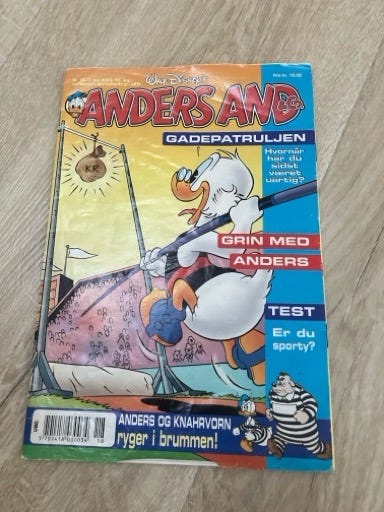 Walt Disney's
ANDERS AND
& CO.
GADEPATRULJEN
Hvornår
har du
sidst
været
uartig?
KR
GRIN MED
ANDERS
TEST
Er du
sporty?
ANDERS OG KNAHRVORN
ryger i brummen!
18